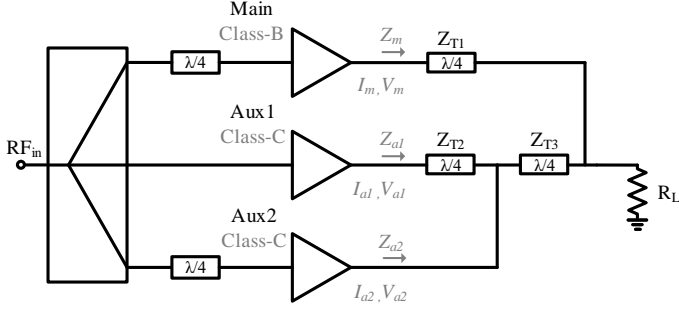 Main
Class-B
λ/4
Z_m
I_m, V_m
Z_T1
λ/4
RF_in
Aux1
Class-C
Z_a1
I_a1, V_a1
Z_T2
λ/4
Z_T3
λ/4
R_L
Aux2
Class-C
λ/4
Z_a2
I_a2, V_a2